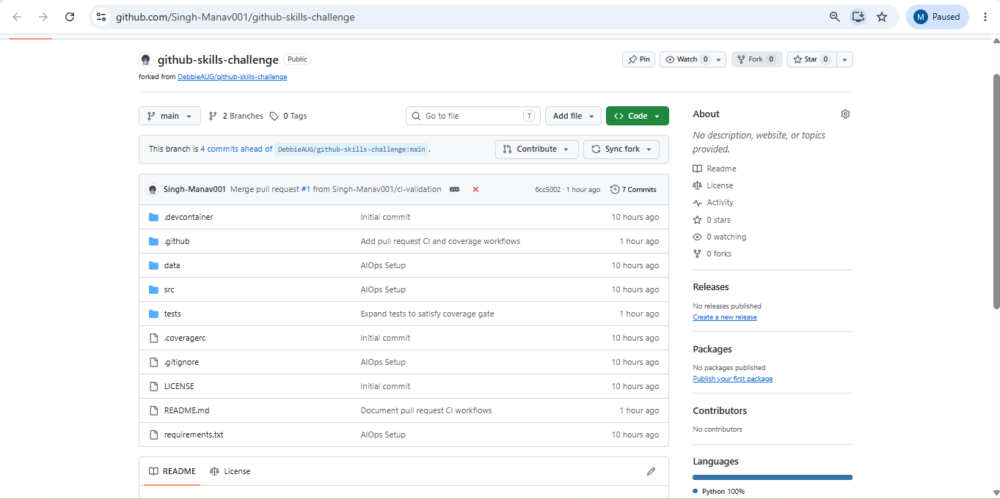 github.com/Singh-Manav001/github-skills-challenge
M Paused
github-skills-challenge Public
Pin Watch 0 Fork 0 Star 0
forked from DebbieAUG/github-skills-challenge
main 2 Branches 0 Tags Go to file T Add file Code
This branch is 4 commits ahead of DebbieAUG/github-skills-challenge:main . Contribute Sync fork
Singh-Manav001 Merge pull request #1 from Singh-Manav001/ci-validation 6cc5002 · 1 hour ago 7 Commits
.devcontainer Initial commit 10 hours ago
.github Add pull request CI and coverage workflows 1 hour ago
data AIOps Setup 10 hours ago
src AIOps Setup 10 hours ago
tests Expand tests to satisfy coverage gate 1 hour ago
.coveragerc Initial commit 10 hours ago
.gitignore AIOps Setup 10 hours ago
LICENSE Initial commit 10 hours ago
README.md Document pull request CI workflows 1 hour ago
requirements.txt AIOps Setup 10 hours ago
README License
About
No description, website, or topics
provided.
Readme
License
Activity
0 stars
0 watching
0 forks
Releases
No releases published
Create a new release
Packages
No packages published
Publish your first package
Contributors
No contributors
Languages
Python 100%